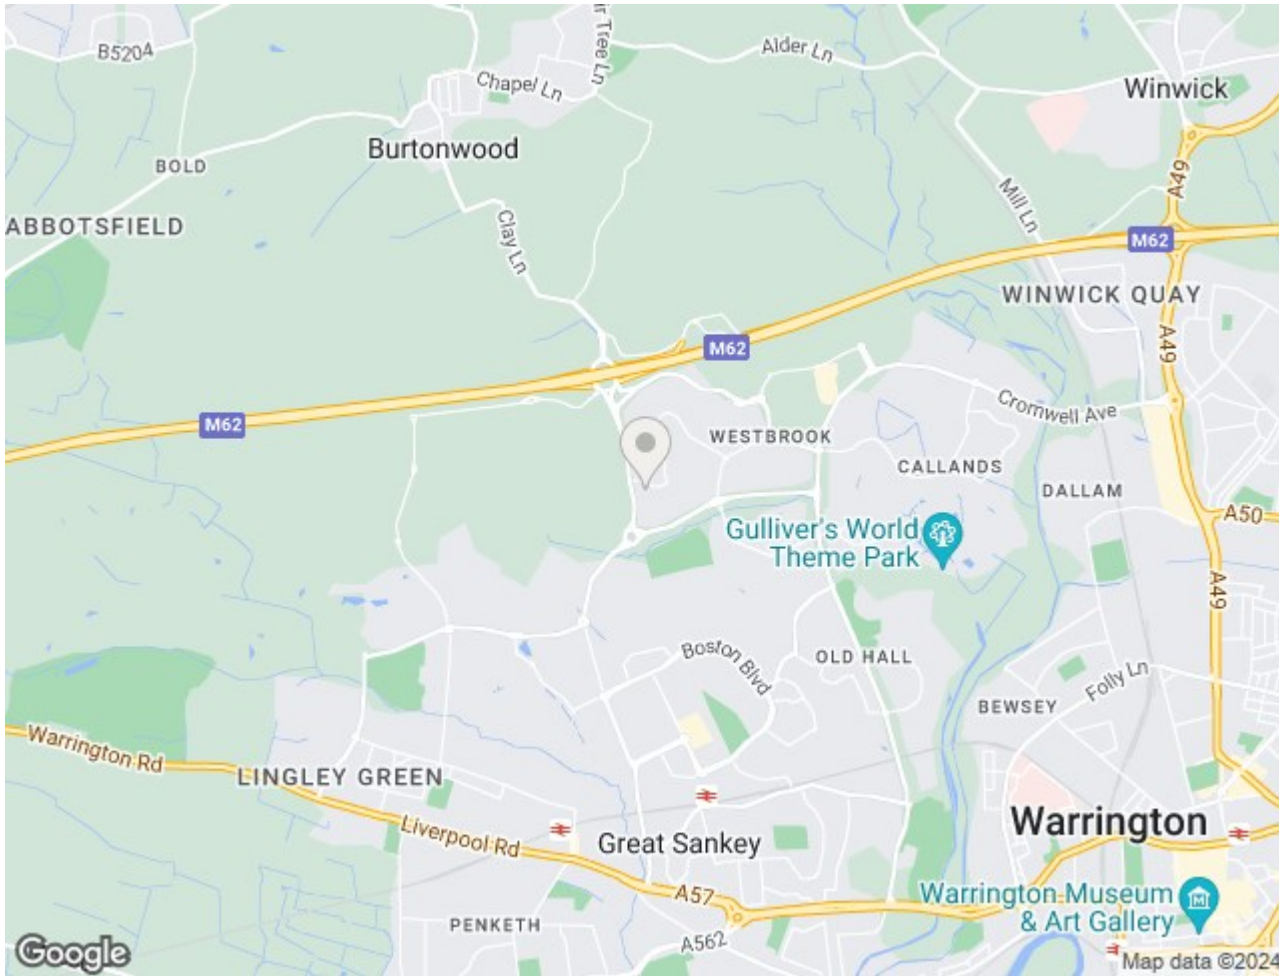 B5204
Alder Ln
Tree Ln
Chapel Ln
Winwick
Burtonwood
BOLD
A49
Mill Ln
ABBOTSFIELD
Clay Ln
M62
WINWICK QUAY
M62
A49
M62
Cromwell Ave
WESTBROOK
CALLANDS
DALLAM
A50
Gulliver's World
Theme Park
A49
Boston Blvd
OLD HALL
Folly Ln
BEWSEY
Warrington Rd
LINGLEY GREEN
Warrington
Liverpool Rd
Great Sankey
A57
Warrington Museum
& Art Gallery
PENKETH
A562
Google
Map data ©2024